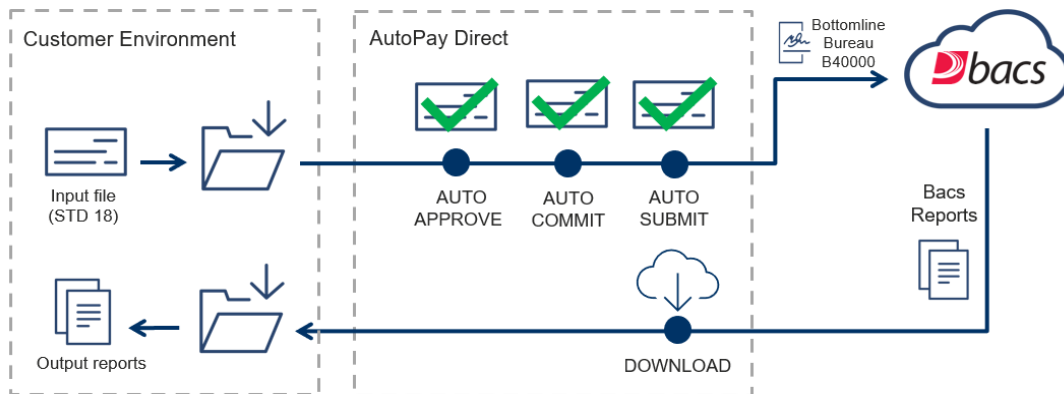 Customer Environment
AutoPay Direct
Bottomline
Bureau
B40000
bacs
Input file
(STD 18)
AUTO
APPROVE
AUTO
COMMIT
AUTO
SUBMIT
Bacs
Reports
Output reports
DOWNLOAD